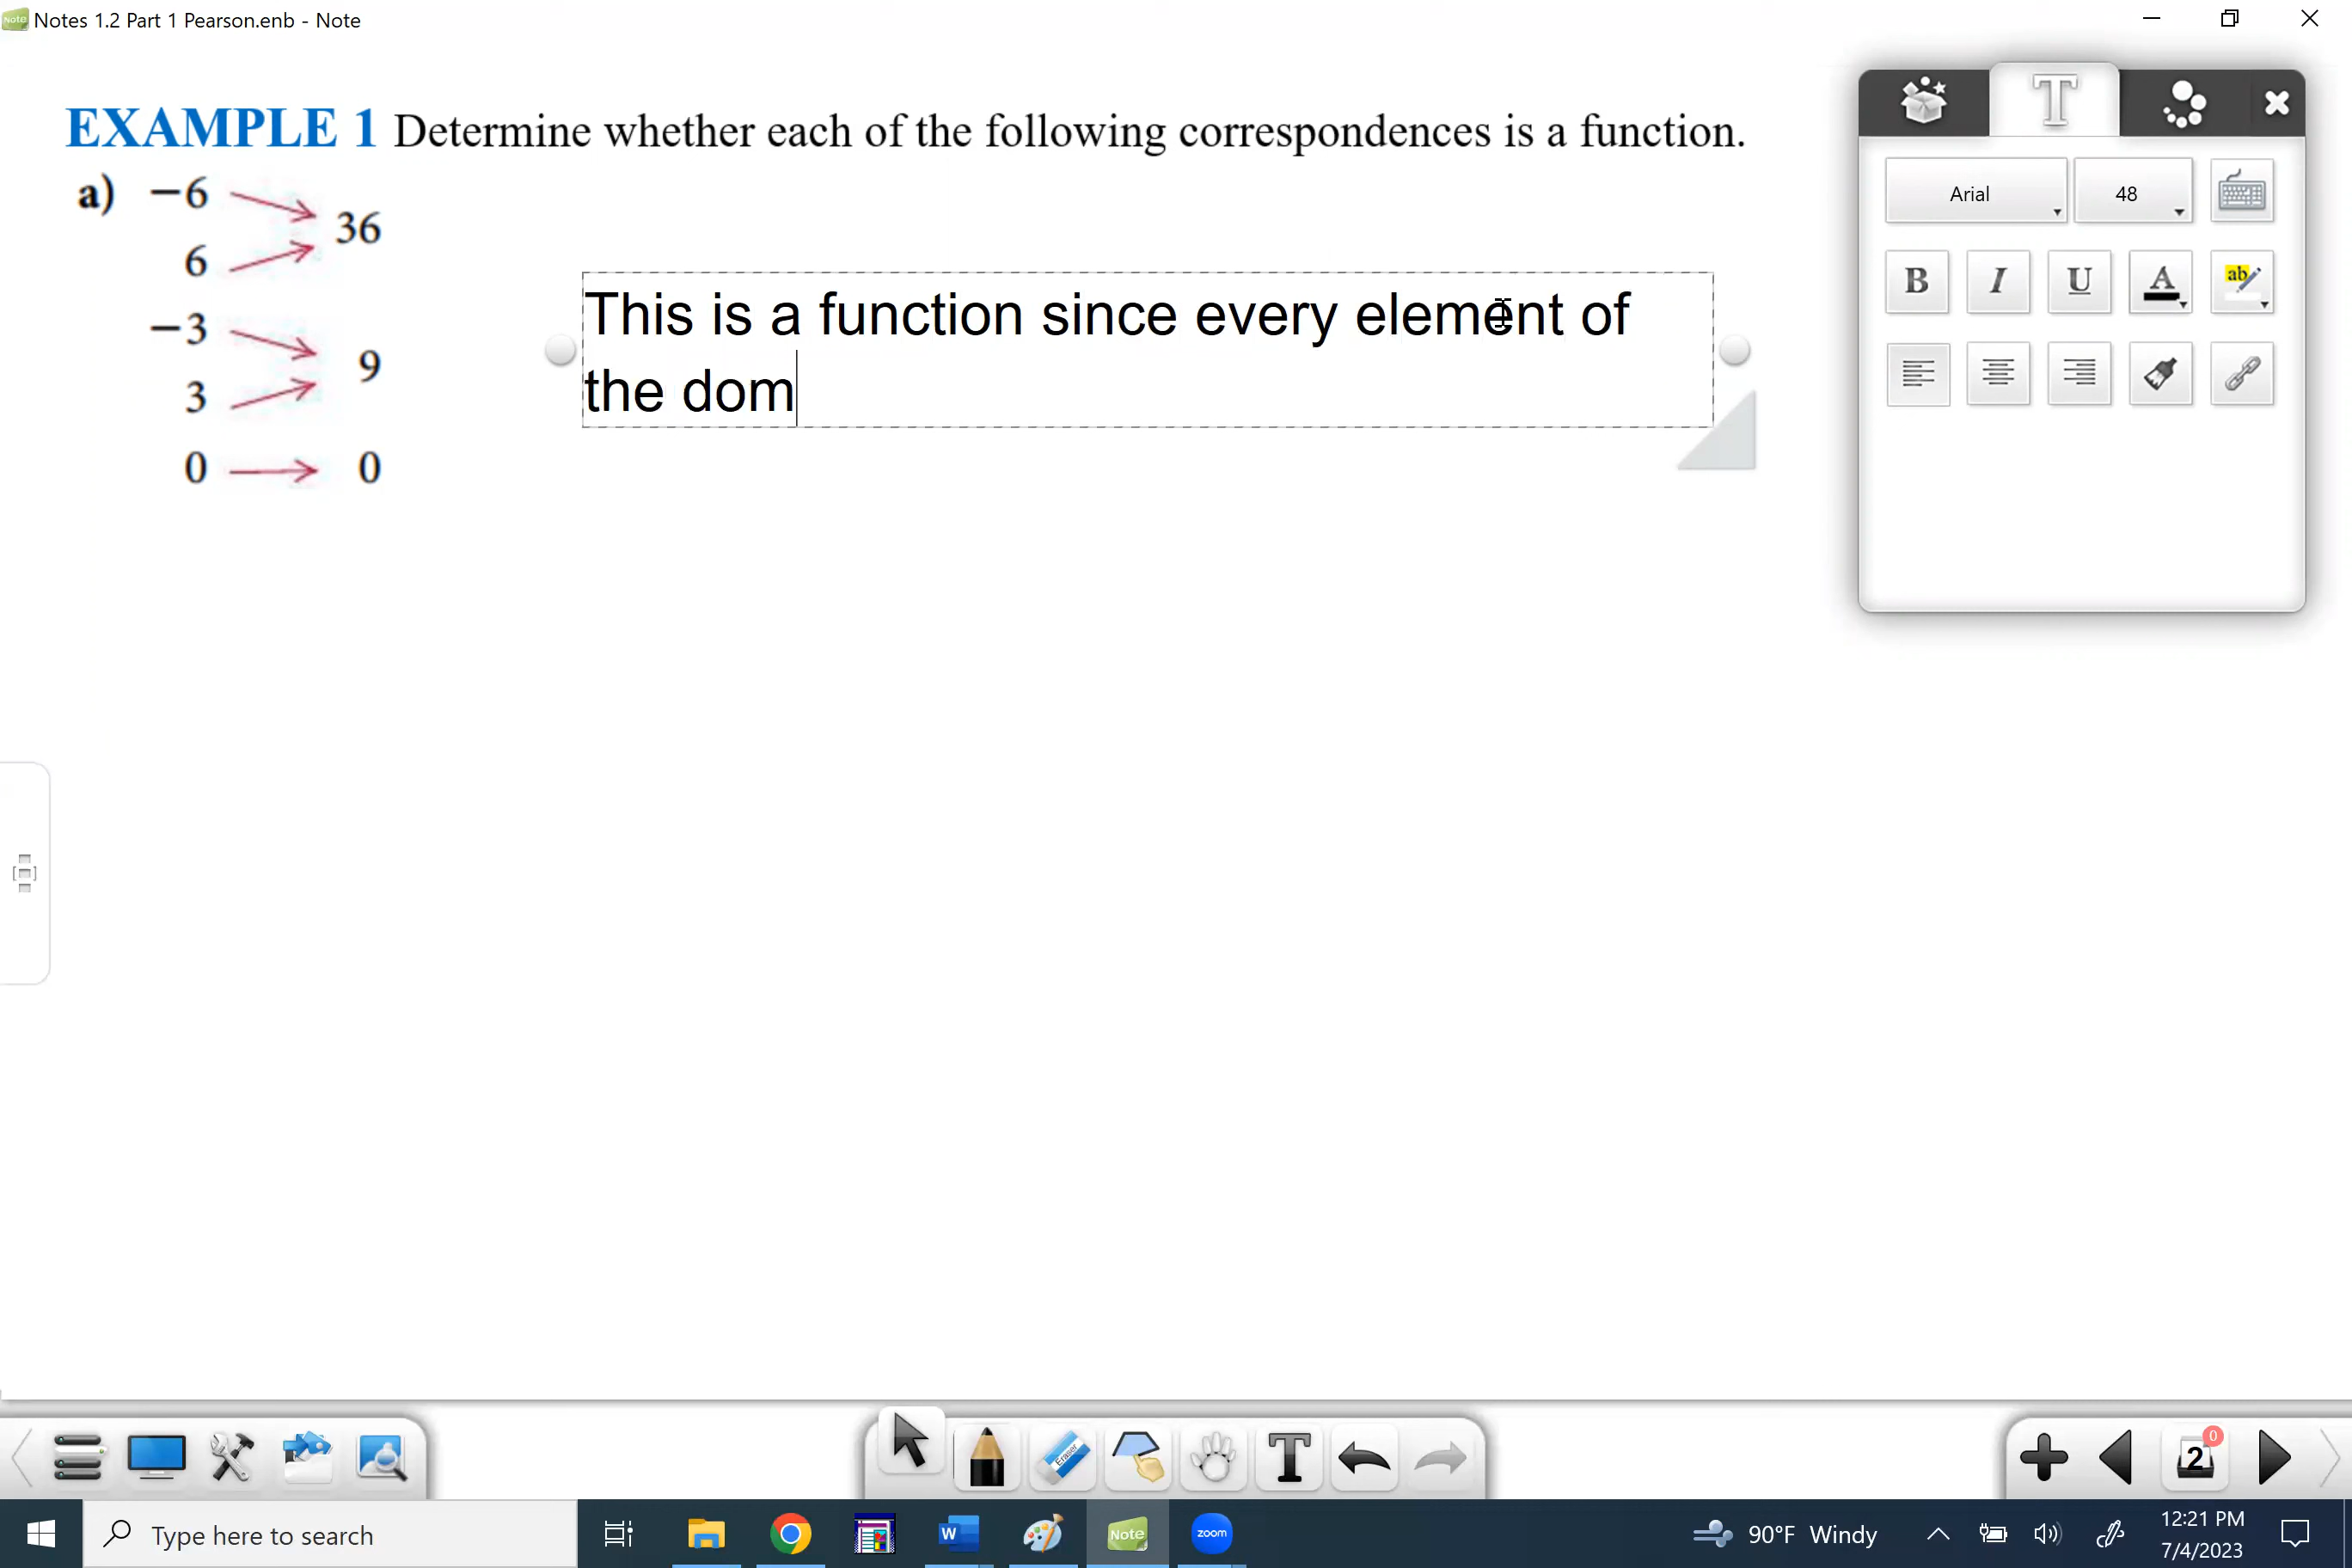 Notes 1.2 Part 1 Pearson.enb - Note
EXAMPLE 1 Determine whether each of the following correspondences is a function.
a) −6
36
6
−3
9
3
0 0
This is a function since every element of
the dom
T
Arial 48
B I U A ab
Eraser
T
2 0
Type here to search
W
Note
zoom
90°F Windy
12:21 PM
7/4/2023